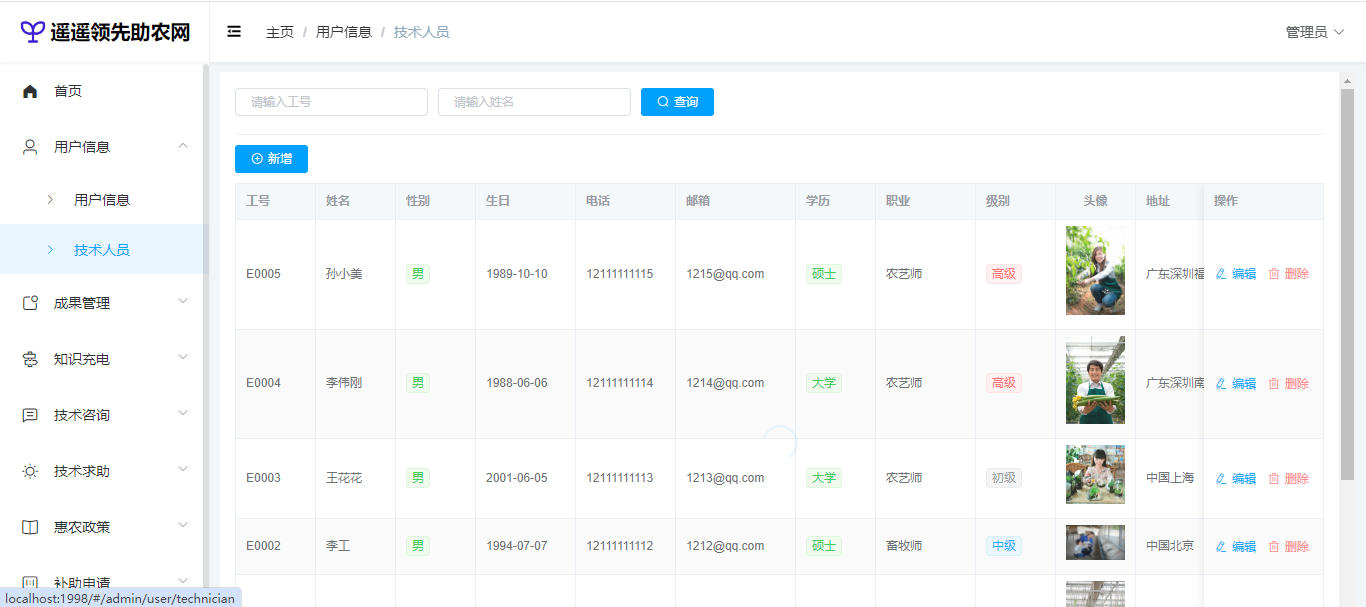 遥遥领先助农网
主页 / 用户信息 / 技术人员
管理员
首页
用户信息
用户信息
技术人员
成果管理
知识充电
技术咨询
技术求助
惠农政策
补助申请
请输入工号 请输入姓名 查询
新增
工号 姓名 性别 生日 电话 邮箱 学历 职业 级别 头像 地址 操作
E0005 孙小美 男 1989-10-10 12111111115 1215@qq.com 硕士 农艺师 高级 广东深圳福 编辑 删除
E0004 李伟刚 男 1988-06-06 12111111114 1214@qq.com 大学 农艺师 高级 广东深圳南 编辑 删除
E0003 王花花 男 2001-06-05 12111111113 1213@qq.com 大学 农艺师 初级 中国上海 编辑 删除
E0002 李工 男 1994-07-07 12111111112 1212@qq.com 硕士 畜牧师 中级 中国北京 编辑 删除
localhost:1998/#/admin/user/technician